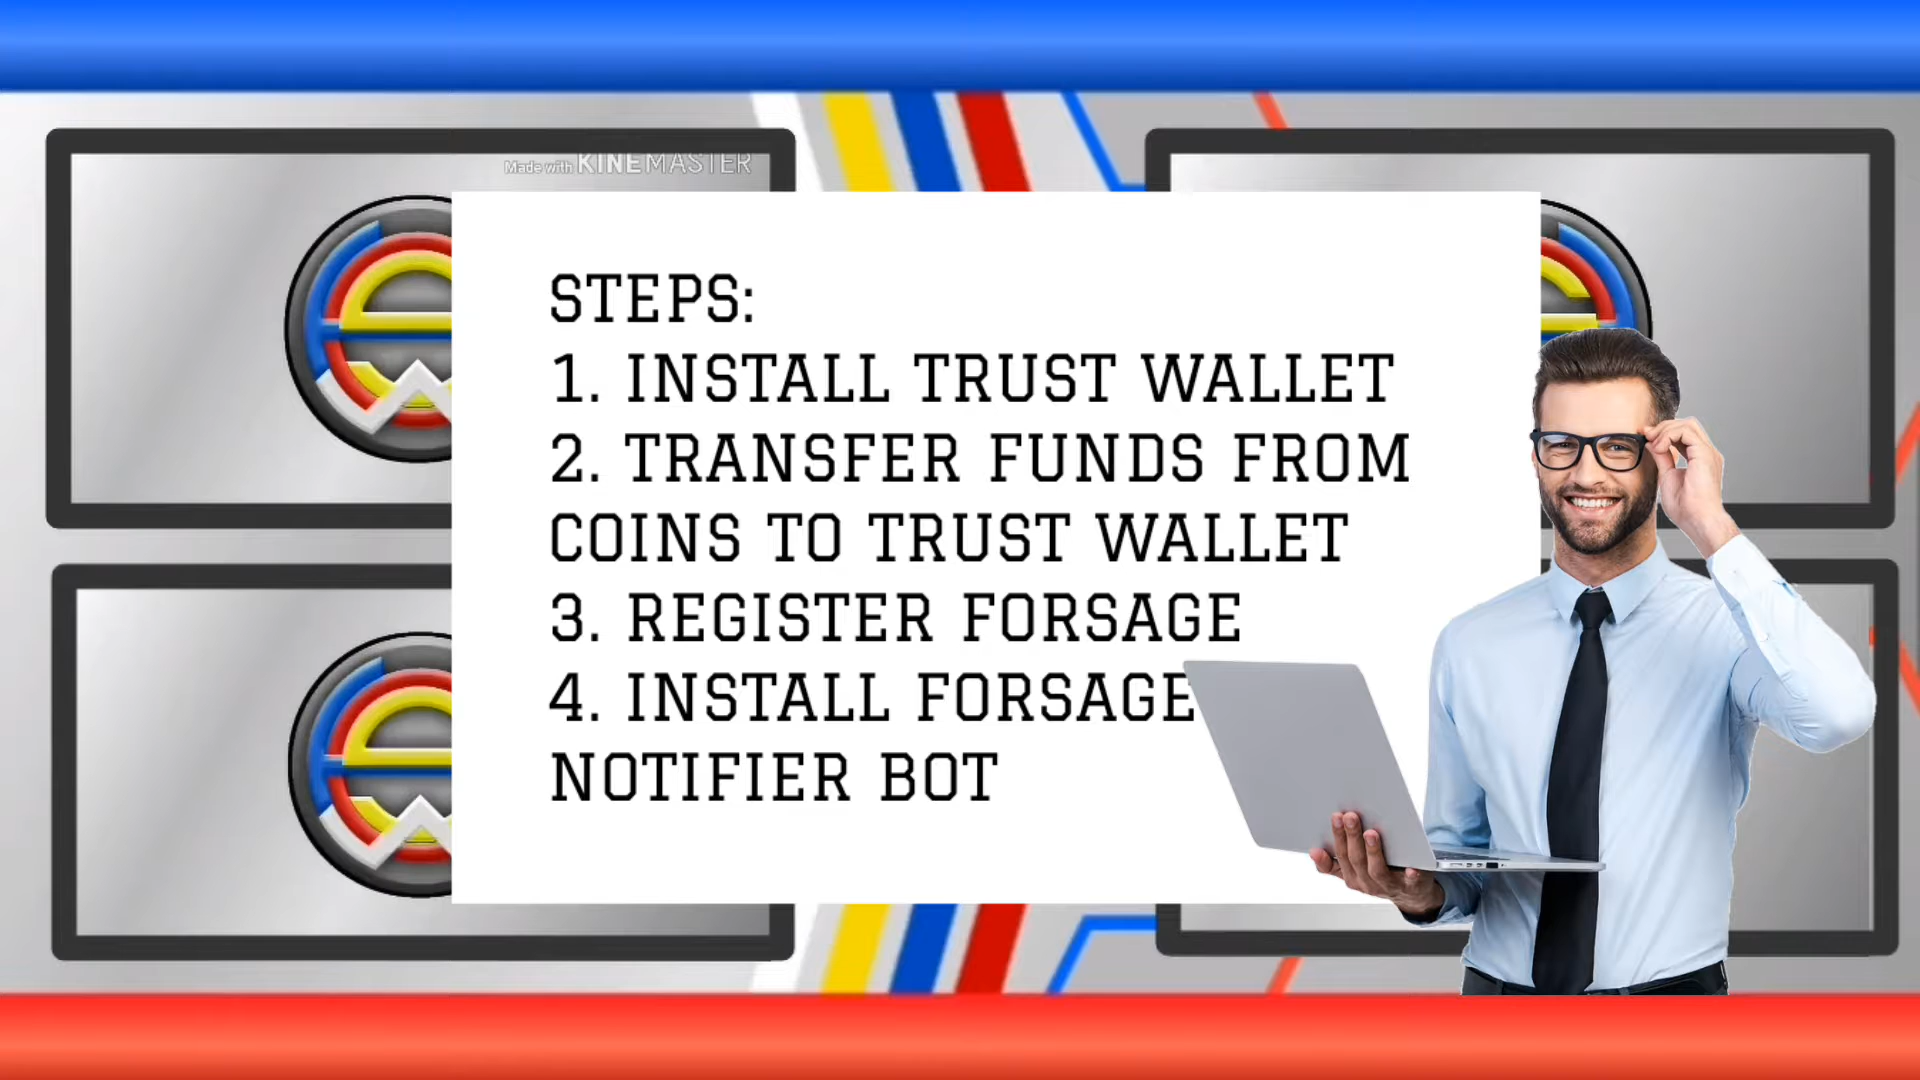 Made with KINEMASTER
STEPS:
1. INSTALL TRUST WALLET
2. TRANSFER FUNDS FROM
COINS TO TRUST WALLET
3. REGISTER FORSAGE
4. INSTALL FORSAGE
NOTIFIER BOT